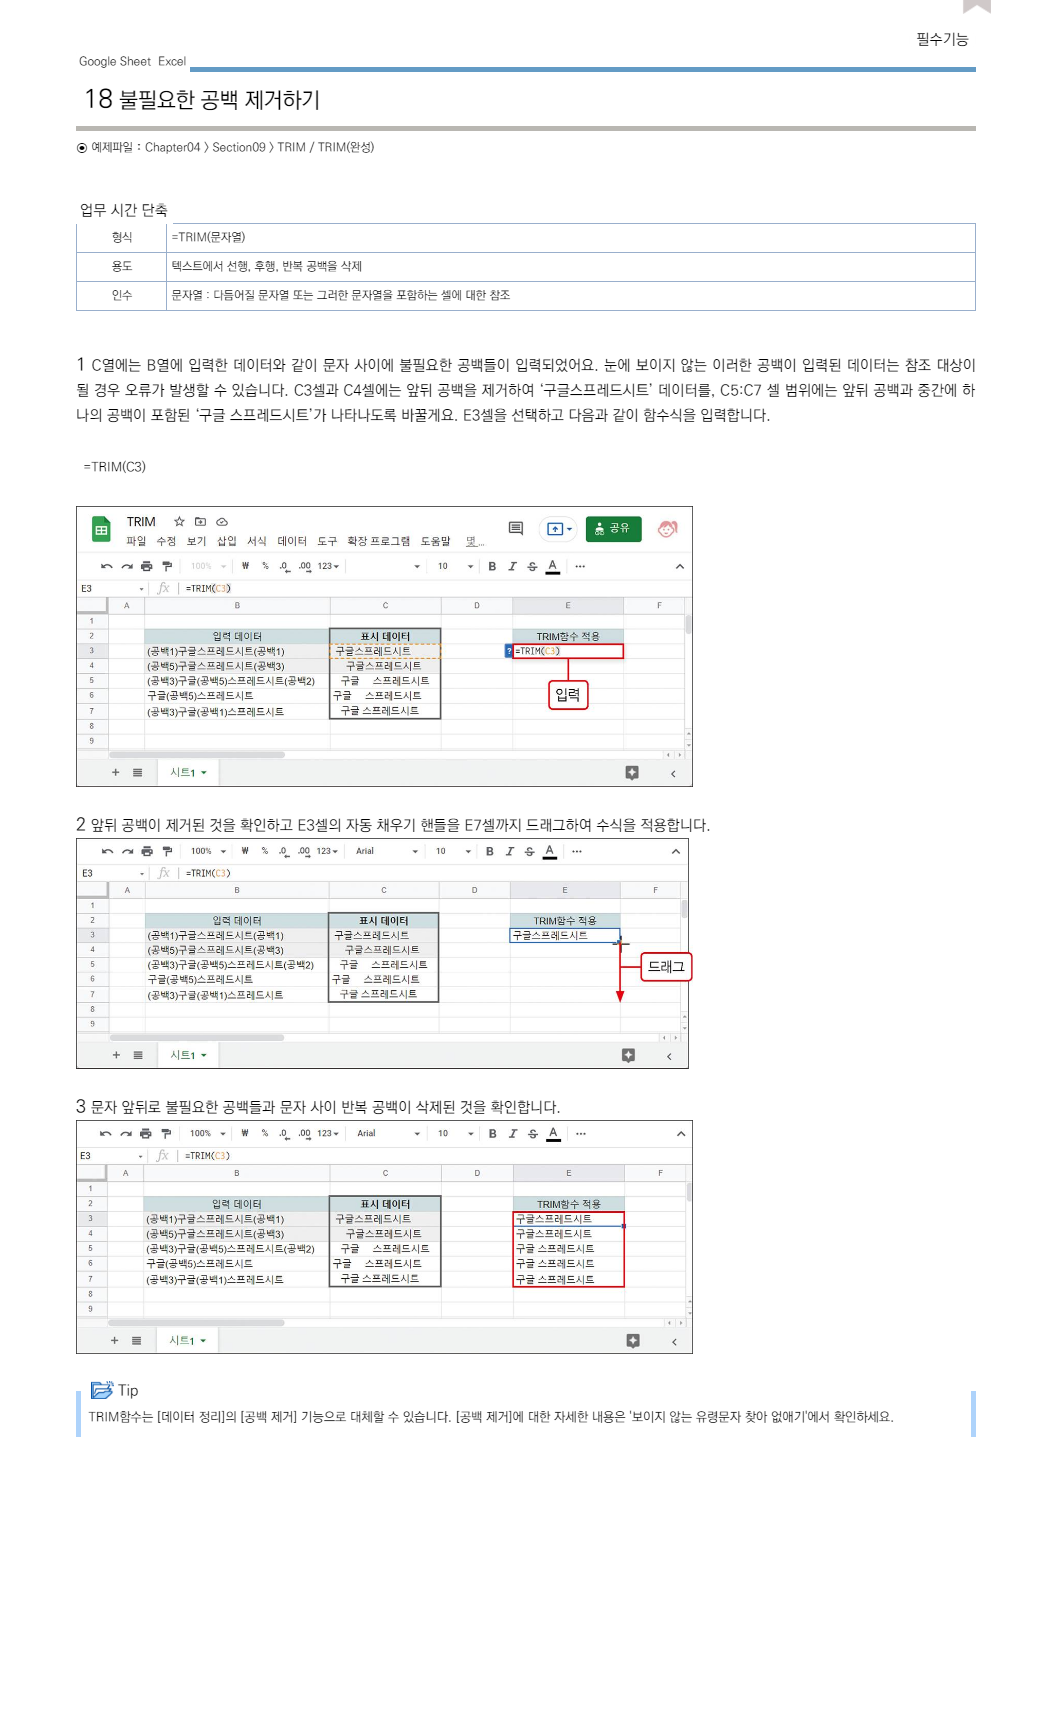 필수기능
Google Sheet Excel
18 불필요한 공백 제거하기
예제파일 : Chapter04 > Section09 > TRIM / TRIM(완성)
업무 시간 단축
형식 =TRIM(문자열)
용도 텍스트에서 선행, 후행, 반복 공백을 삭제
인수 문자열 : 다듬어질 문자열 또는 그러한 문자열을 포함하는 셀에 대한 참조
1 C열에는 B열에 입력한 데이터와 같이 문자 사이에 불필요한 공백들이 입력되었어요. 눈에 보이지 않는 이러한 공백이 입력된 데이터는 참조 대상이
될 경우 오류가 발생할 수 있습니다. C3셀과 C4셀에는 앞뒤 공백을 제거하여 ‘구글스프레드시트’ 데이터를, C5:C7 셀 범위에는 앞뒤 공백과 중간에 하
나의 공백이 포함된 ‘구글 스프레드시트’가 나타나도록 바꿀게요. E3셀을 선택하고 다음과 같이 함수식을 입력합니다.
=TRIM(C3)
TRIM
공유
파일 수정 보기 삽입 서식 데이터 도구 확장 프로그램 도움말 몇...
100% ₩ % .0 .00 123 10 B I S A ...
E3 fx =TRIM(C3)
A B C D E F
1
2 입력 데이터 표시 데이터 TRIM함수 적용
3 (공백1)구글스프레드시트(공백1) 구글스프레드시트 ? =TRIM(C3)
4 (공백5)구글스프레드시트(공백3) 구글스프레드시트
5 (공백3)구글(공백5)스프레드시트(공백2) 구글 스프레드시트
6 구글(공백5)스프레드시트 구글 스프레드시트
입력
7 (공백3)구글(공백1)스프레드시트 구글 스프레드시트
8
9
+ 시트1
2 앞뒤 공백이 제거된 것을 확인하고 E3셀의 자동 채우기 핸들을 E7셀까지 드래그하여 수식을 적용합니다.
100% ₩ % .0 .00 123 Arial 10 B I S A ...
E3 fx =TRIM(C3)
A B C D E F
1
2 입력 데이터 표시 데이터 TRIM함수 적용
3 (공백1)구글스프레드시트(공백1) 구글스프레드시트 구글스프레드시트
4 (공백5)구글스프레드시트(공백3) 구글스프레드시트
5 (공백3)구글(공백5)스프레드시트(공백2) 구글 스프레드시트
드래그
6 구글(공백5)스프레드시트 구글 스프레드시트
7 (공백3)구글(공백1)스프레드시트 구글 스프레드시트
8
9
+ 시트1
3 문자 앞뒤로 불필요한 공백들과 문자 사이 반복 공백이 삭제된 것을 확인합니다.
100% ₩ % .0 .00 123 Arial 10 B I S A ...
E3 fx =TRIM(C3)
A B C D E F
1
2 입력 데이터 표시 데이터 TRIM함수 적용
3 (공백1)구글스프레드시트(공백1) 구글스프레드시트 구글스프레드시트
4 (공백5)구글스프레드시트(공백3) 구글스프레드시트 구글스프레드시트
5 (공백3)구글(공백5)스프레드시트(공백2) 구글 스프레드시트 구글 스프레드시트
6 구글(공백5)스프레드시트 구글 스프레드시트 구글 스프레드시트
7 (공백3)구글(공백1)스프레드시트 구글 스프레드시트 구글 스프레드시트
8
9
+ 시트1
Tip
TRIM함수는 [데이터 정리]의 [공백 제거] 기능으로 대체할 수 있습니다. [공백 제거]에 대한 자세한 내용은 '보이지 않는 유령문자 찾아 없애기'에서 확인하세요.